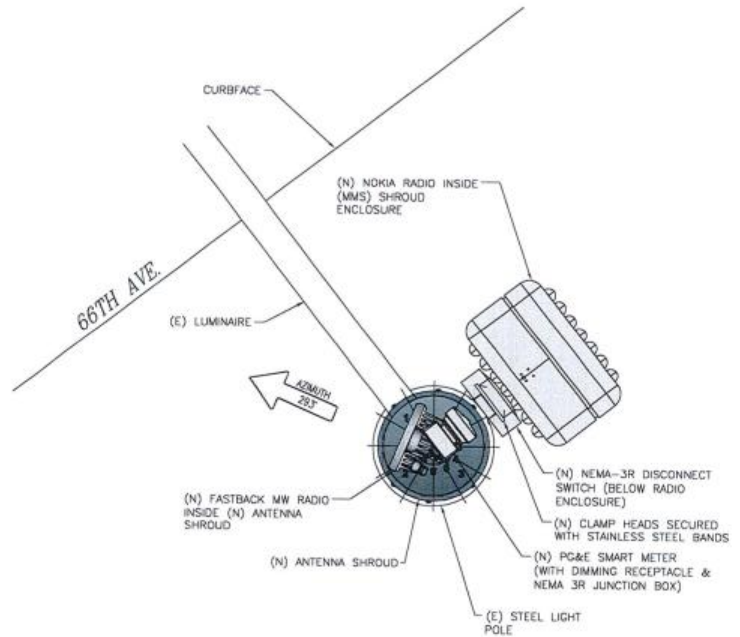 CURBFACE
(N) NOKIA RADIO INSIDE
(MMS) SHROUD
ENCLOSURE
66TH AVE.
(E) LUMINAIRE
AZIMUTH
293°
(N) FASTBACK MW RADIO
INSIDE (N) ANTENNA
SHROUD
(N) ANTENNA SHROUD
(N) NEMA-3R DISCONNECT
SWITCH (BELOW RADIO
ENCLOSURE)
(N) CLAMP HEADS SECURED
WITH STAINLESS STEEL BANDS
(N) PG&E SMART METER
(WITH DIMMING RECEPTACLE &
NEMA 3R JUNCTION BOX)
(E) STEEL LIGHT
POLE